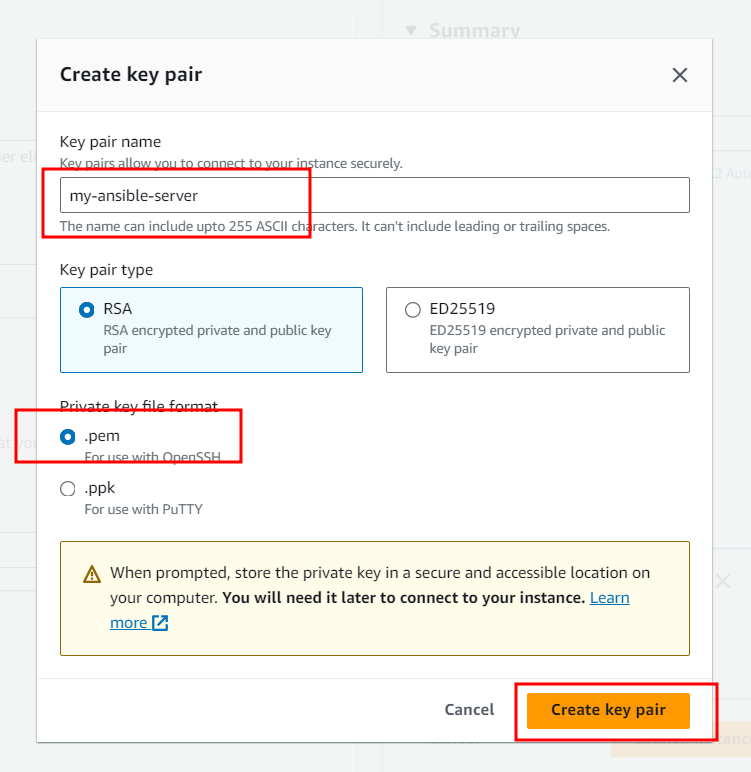 Summary
Create key pair
Key pair name
Key pairs allow you to connect to your instance securely.
my-ansible-server
The name can include upto 255 ASCII characters. It can't include leading or trailing spaces.
Key pair type
RSA
RSA encrypted private and public key
pair
ED25519
ED25519 encrypted private and public
key pair
Private key file format
.pem
For use with OpenSSH
.ppk
For use with PuTTY
When prompted, store the private key in a secure and accessible location on
your computer. You will need it later to connect to your instance. Learn
more
Cancel
Create key pair